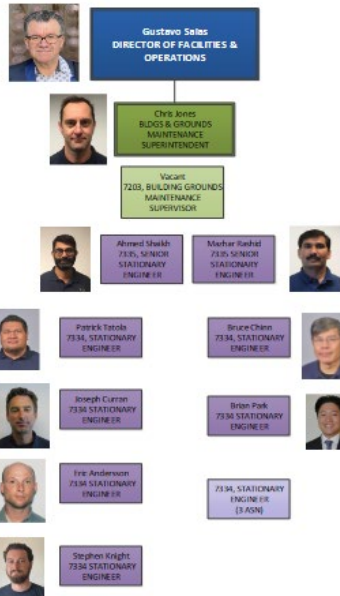 Gustavo Salas
DIRECTOR OF FACILITIES &
OPERATIONS
Chris Jones
BLDGS & GROUNDS
MAINTENANCE
SUPERINTENDENT
Vacant
7203, BUILDING GROUNDS
MAINTENANCE
SUPERVISOR
Ahmed Shaikh
7335, SENIOR
STATIONARY
ENGINEER
Mazhar Rashid
7335 SENIOR
STATIONARY
ENGINEER
Patrick Tatola
7334, STATIONARY
ENGINEER
Bruce Chinn
7334, STATIONARY
ENGINEER
Joseph Curran
7334 STATIONARY
ENGINEER
Brian Park
7334 STATIONARY
ENGINEER
Eric Andersson
7334 STATIONARY
ENGINEER
7334, STATIONARY
ENGINEER
(3 ASN)
Stephen Knight
7334 STATIONARY
ENGINEER